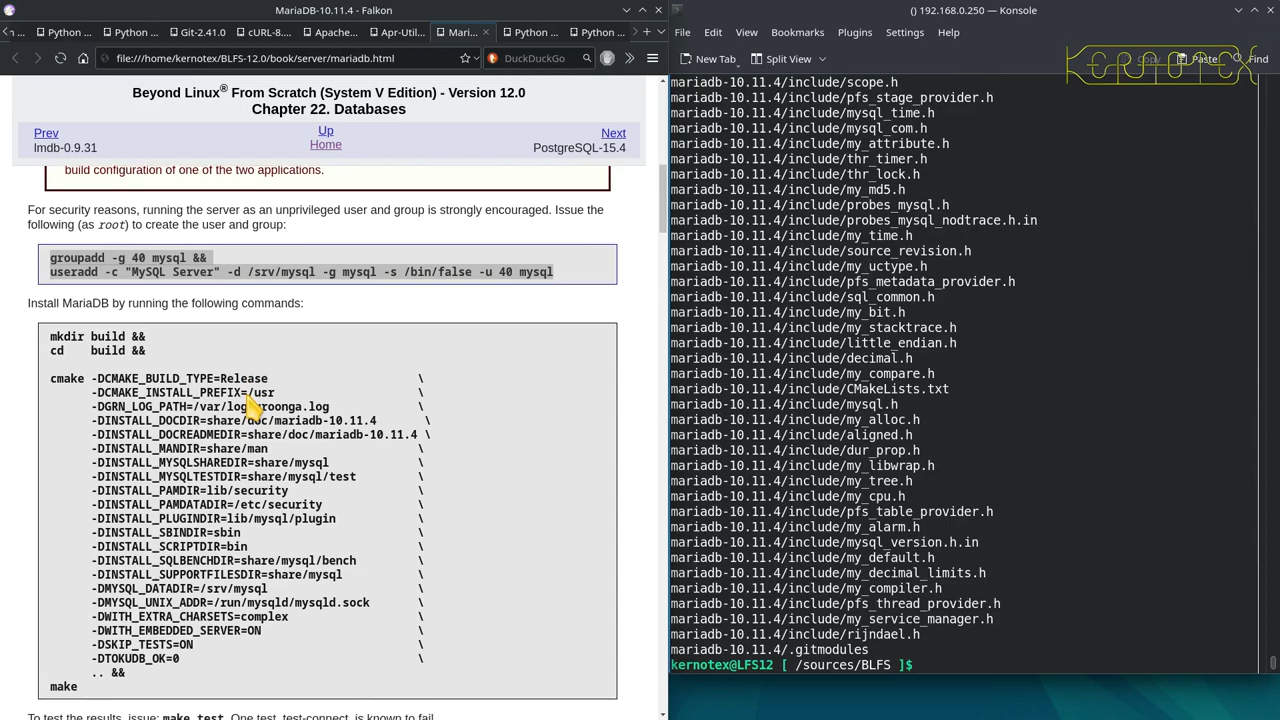 MariaDB-10.11.4 - Falkon
n ...
Python ...
Python ...
Git-2.41.0
cURL-8....
Apache...
Apr-Util...
Mari...
Python ...
Python ...
file:///home/kernotex/BLFS-12.0/book/server/mariadb.html
DuckDuckGo
Beyond Linux® From Scratch (System V Edition) - Version 12.0
Chapter 22. Databases
Prev
Up
Next
lmdb-0.9.31
Home
PostgreSQL-15.4
build configuration of one of the two applications.
For security reasons, running the server as an unprivileged user and group is strongly encouraged. Issue the
following (as root) to create the user and group:
groupadd -g 40 mysql &&
useradd -c "MySQL Server" -d /srv/mysql -g mysql -s /bin/false -u 40 mysql
Install MariaDB by running the following commands:
mkdir build &&
cd    build &&
cmake -DCMAKE_BUILD_TYPE=Release                      \
      -DCMAKE_INSTALL_PREFIX=/usr                     \
      -DGRN_LOG_PATH=/var/log/groonga.log             \
      -DINSTALL_DOCDIR=share/doc/mariadb-10.11.4       \
      -DINSTALL_DOCREADMEDIR=share/doc/mariadb-10.11.4 \
      -DINSTALL_MANDIR=share/man                      \
      -DINSTALL_MYSQLSHAREDIR=share/mysql             \
      -DINSTALL_MYSQLTESTDIR=share/mysql/test         \
      -DINSTALL_PAMDIR=lib/security                   \
      -DINSTALL_PAMDATADIR=/etc/security              \
      -DINSTALL_PLUGINDIR=lib/mysql/plugin            \
      -DINSTALL_SBINDIR=sbin                          \
      -DINSTALL_SCRIPTDIR=bin                         \
      -DINSTALL_SQLBENCHDIR=share/mysql/bench         \
      -DINSTALL_SUPPORTFILESDIR=share/mysql           \
      -DMYSQL_DATADIR=/srv/mysql                      \
      -DMYSQL_UNIX_ADDR=/run/mysqld/mysqld.sock       \
      -DWITH_EXTRA_CHARSETS=complex                   \
      -DWITH_EMBEDDED_SERVER=ON                       \
      -DSKIP_TESTS=ON                                 \
      -DTOKUDB_OK=0                                   \
      .. &&
make
To test the results, issue: make test. One test, test-connect, is known to fail
() 192.168.0.250 — Konsole
File Edit View Bookmarks Plugins Settings Help
New Tab
Split View
Copy
Paste
Find
KERNOTEX
mariadb-10.11.4/include/scope.h
mariadb-10.11.4/include/pfs_stage_provider.h
mariadb-10.11.4/include/mysql_time.h
mariadb-10.11.4/include/mysql_com.h
mariadb-10.11.4/include/my_attribute.h
mariadb-10.11.4/include/thr_timer.h
mariadb-10.11.4/include/thr_lock.h
mariadb-10.11.4/include/my_md5.h
mariadb-10.11.4/include/probes_mysql.h
mariadb-10.11.4/include/probes_mysql_nodtrace.h.in
mariadb-10.11.4/include/my_time.h
mariadb-10.11.4/include/source_revision.h
mariadb-10.11.4/include/my_uctype.h
mariadb-10.11.4/include/pfs_metadata_provider.h
mariadb-10.11.4/include/sql_common.h
mariadb-10.11.4/include/my_bit.h
mariadb-10.11.4/include/my_stacktrace.h
mariadb-10.11.4/include/little_endian.h
mariadb-10.11.4/include/decimal.h
mariadb-10.11.4/include/my_compare.h
mariadb-10.11.4/include/CMakeLists.txt
mariadb-10.11.4/include/mysql.h
mariadb-10.11.4/include/my_alloc.h
mariadb-10.11.4/include/aligned.h
mariadb-10.11.4/include/dur_prop.h
mariadb-10.11.4/include/my_libwrap.h
mariadb-10.11.4/include/my_tree.h
mariadb-10.11.4/include/my_cpu.h
mariadb-10.11.4/include/pfs_table_provider.h
mariadb-10.11.4/include/my_alarm.h
mariadb-10.11.4/include/mysql_version.h.in
mariadb-10.11.4/include/my_default.h
mariadb-10.11.4/include/my_decimal_limits.h
mariadb-10.11.4/include/my_compiler.h
mariadb-10.11.4/include/pfs_thread_provider.h
mariadb-10.11.4/include/my_service_manager.h
mariadb-10.11.4/include/rijndael.h
mariadb-10.11.4/.gitmodules
kernotex@LFS12 [ /sources/BLFS ]$